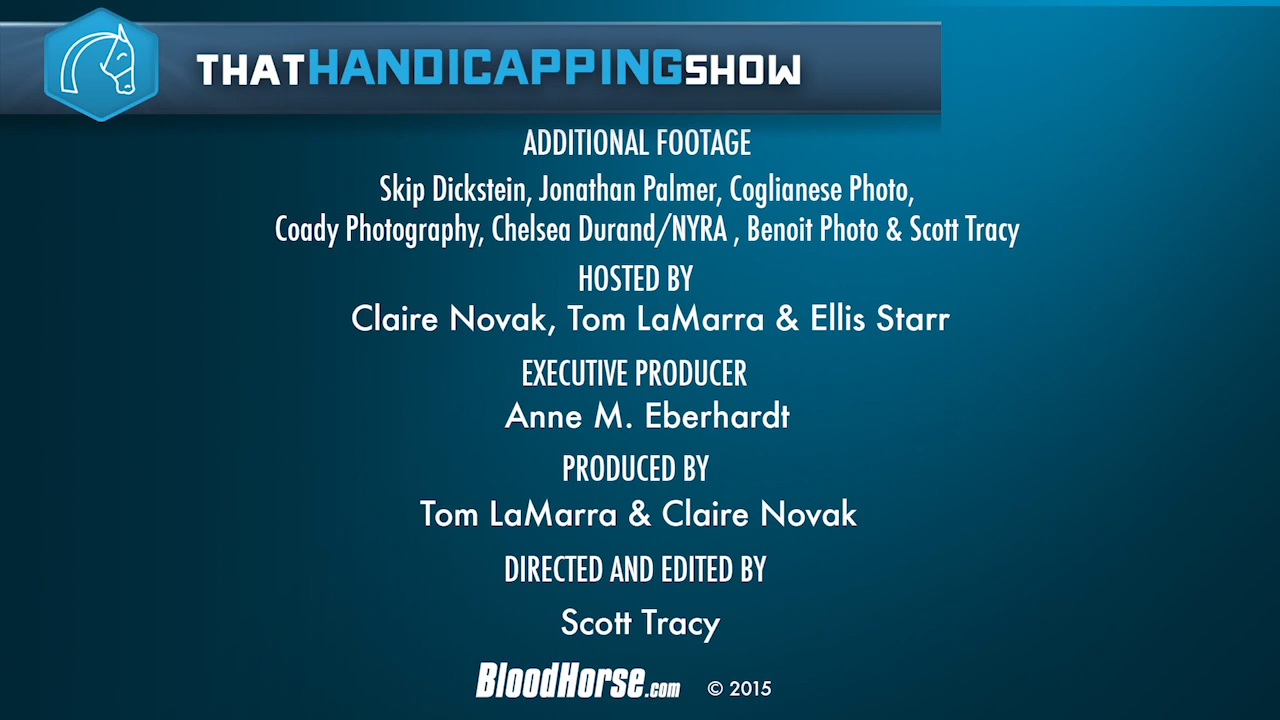 THATHANDICAPPINGSHOW
ADDITIONAL FOOTAGE
Skip Dickstein, Jonathan Palmer, Coglianese Photo,
Coady Photography, Chelsea Durand/NYRA , Benoit Photo & Scott Tracy
HOSTED BY
Claire Novak, Tom LaMarra & Ellis Starr
EXECUTIVE PRODUCER
Anne M. Eberhardt
PRODUCED BY
Tom LaMarra & Claire Novak
DIRECTED AND EDITED BY
Scott Tracy
BloodHorse.com © 2015